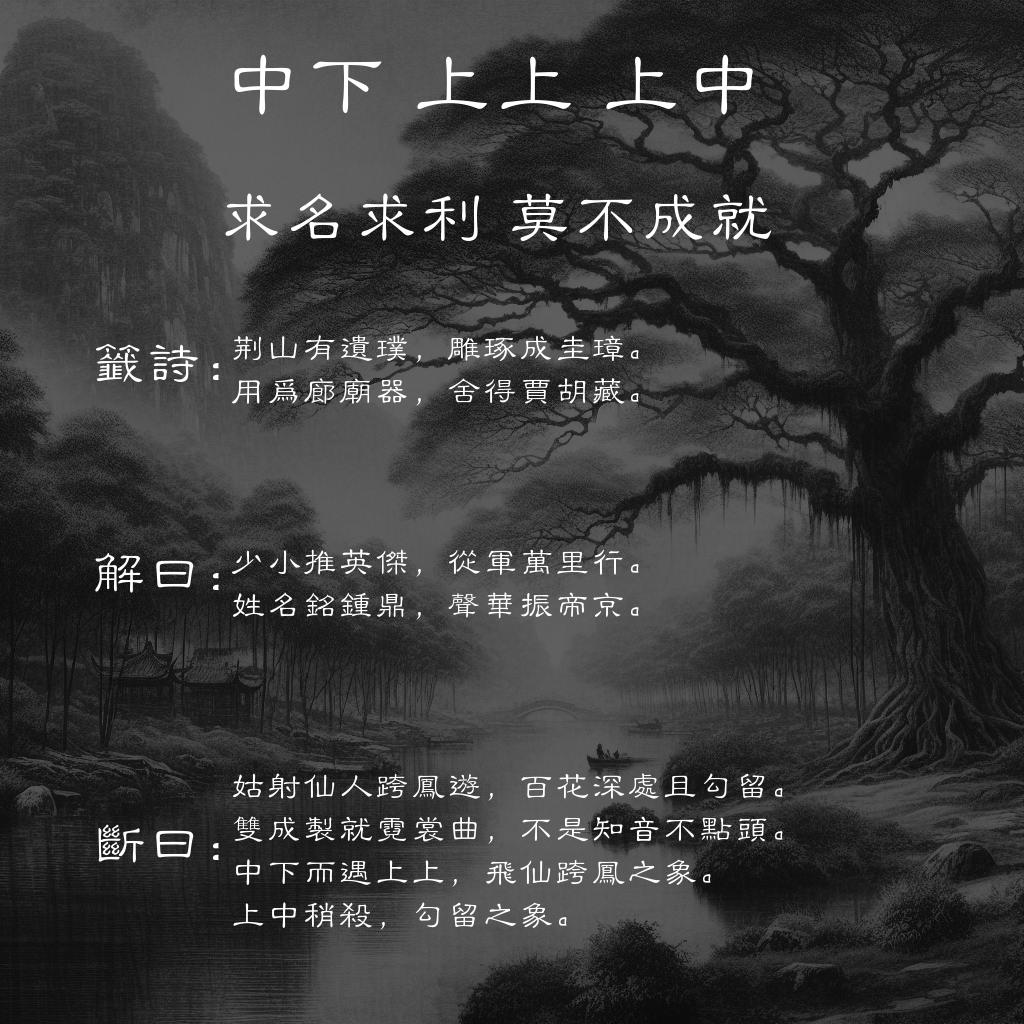 中下 上上 上中
求名求利 莫不成就
籤詩:
荆山有遺璞,雕琢成圭璋。
用爲廊廟器,舍得賈胡藏。
解曰:
少小推英傑,從軍萬里行。
姓名銘鍾鼎,聲華振帝京。
斷曰:
姑射仙人跨鳳遊,百花深處且勾留。
雙成製就霓裳曲,不是知音不點頭。
中下而遇上上,飛仙跨鳳之象。
上中稍殺,勾留之象。